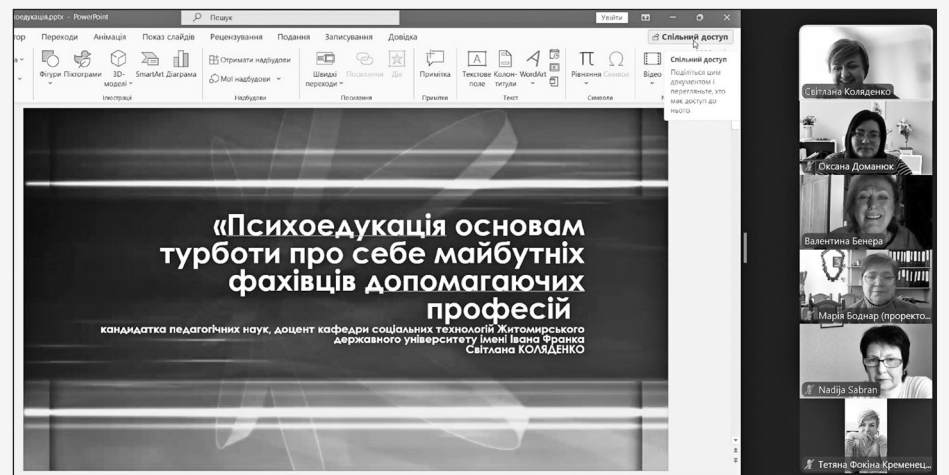 юедукація.pptx - PowerPoint
Пошук
Увійти
тор Переходи Анімація Показ слайдів Рецензування Подання Записування Довідка
Спільний доступ
Фігури Піктограми 3D-моделі SmartArt Діаграма
Отримати надбудови
Мої надбудови
Швидкі переходи Посилання Дія
Примітка
Текстове поле Колон-титули WordArt
Рівняння Символ
Відео
Ілюстрації Надбудови Посилання Примітки Текст Символи
Спільний доступ
Поділіться цим
документом і
перегляньте, хто
має доступ до
нього.
«Психоедукація основам
турботи про себе майбутніх
фахівців допомагаючих
професій
кандидатка педагогічних наук, доцент кафедри соціальних технологій Житомирського
державного університету імені Івана Франка
Світлана КОЛЯДЕНКО
Світлана Коляденко
Оксана Доманюк
Валентина Бенера
Марія Боднар (проректо...
Nadija Sabran
Тетяна Фокіна Кременец...